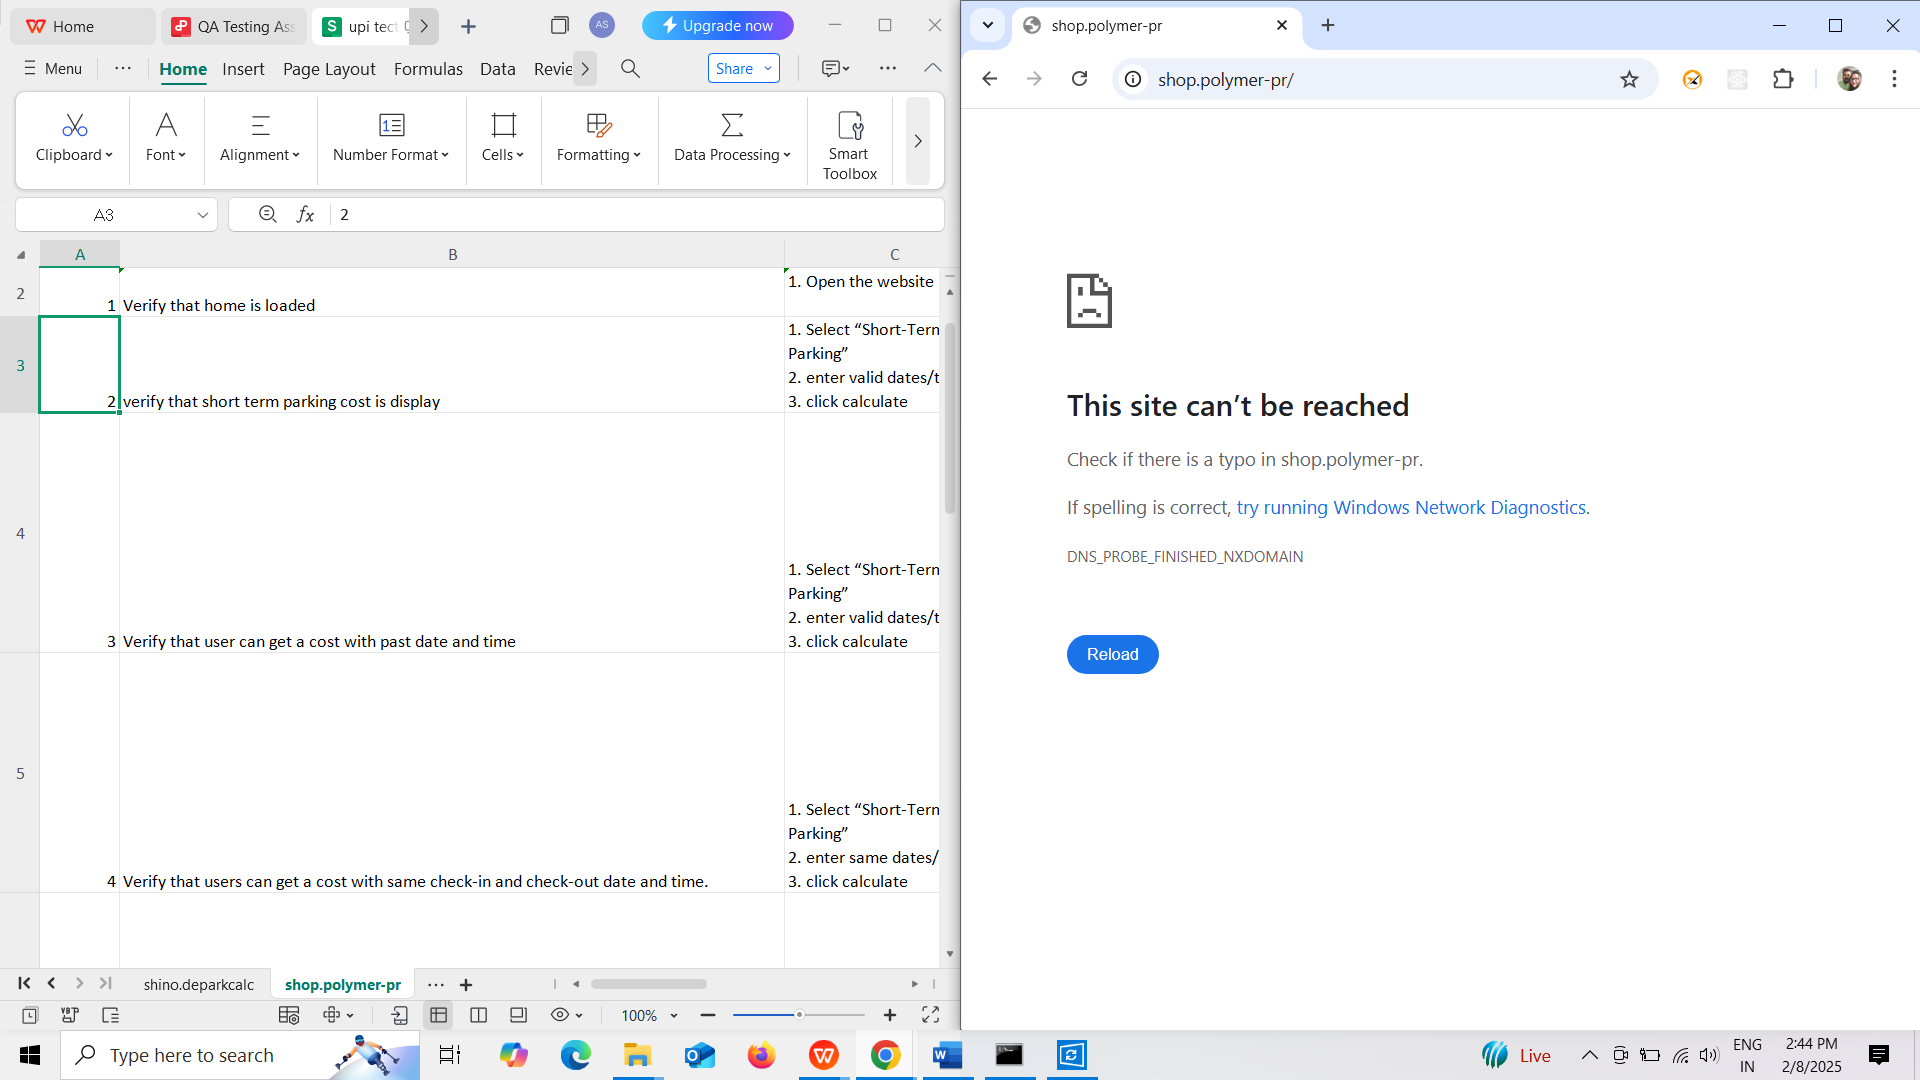 Home
QA Testing Ass
upi tect
AS
Upgrade now
Menu
Home
Insert
Page Layout
Formulas
Data
Revie
Share
Clipboard
Font
Alignment
Number Format
Cells
Formatting
Data Processing
Smart
Toolbox
A3
fx
2
A
B
C
2
1
Verify that home is loaded
1. Open the website
3
2
verify that short term parking cost is display
1. Select “Short-Term
Parking”
2. enter valid dates/t
3. click calculate
4
3
Verify that user can get a cost with past date and time
1. Select “Short-Term
Parking”
2. enter valid dates/t
3. click calculate
5
4
Verify that users can get a cost with same check-in and check-out date and time.
1. Select “Short-Term
Parking”
2. enter same dates/
3. click calculate
shino.deparkcalc
shop.polymer-pr
100%
shop.polymer-pr
shop.polymer-pr/
This site can’t be reached
Check if there is a typo in shop.polymer-pr.
If spelling is correct, try running Windows Network Diagnostics.
DNS_PROBE_FINISHED_NXDOMAIN
Reload
Type here to search
Live
ENG
IN
2:44 PM
2/8/2025